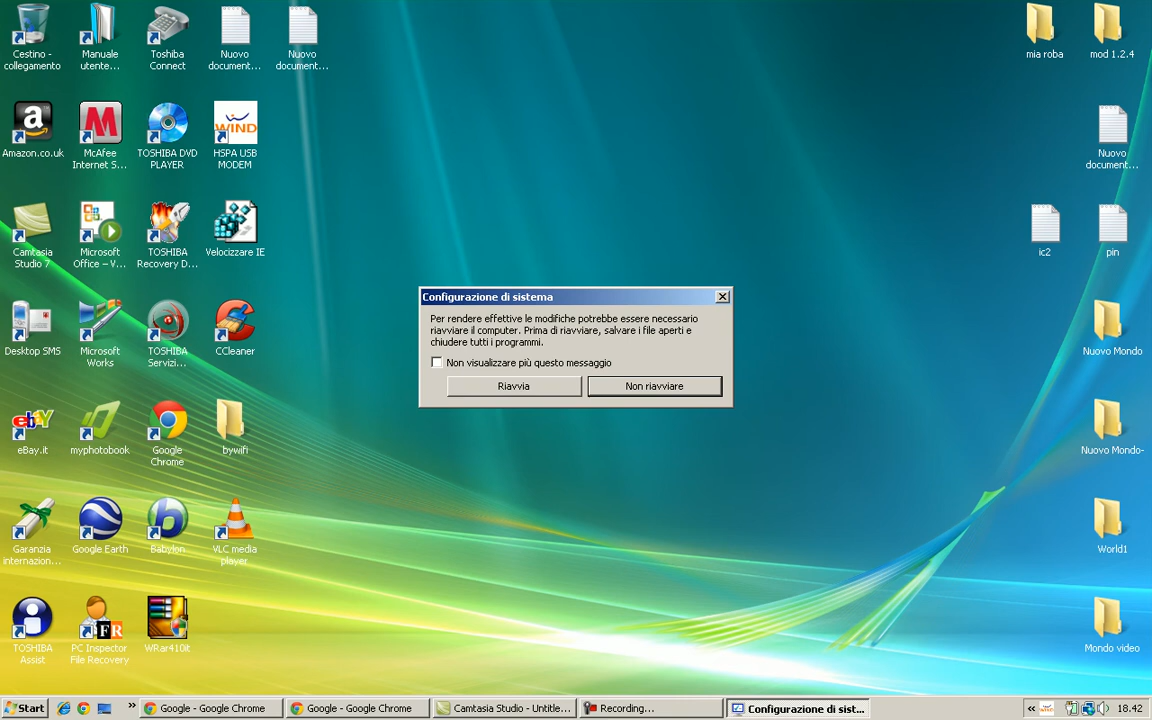 Cestino -
collegamento
Manuale
utente...
Toshiba
Connect
Nuovo
document...
Nuovo
document...
mia roba
mod 1.2.4
a
Amazon.co.uk
McAfee
Internet S...
TOSHIBA DVD
PLAYER
WIND
HSPA USB
MODEM
Nuovo
document...
Camtasia
Studio 7
Microsoft
Office – V...
TOSHIBA
Recovery D...
Velocizzare IE
ic2
pin
Configurazione di sistema
Per rendere effettive le modifiche potrebbe essere necessario
riavviare il computer. Prima di riavviare, salvare i file aperti e
chiudere tutti i programmi.
Non visualizzare più questo messaggio
Riavvia
Non riavviare
Desktop SMS
Microsoft
Works
TOSHIBA
Servizi...
CCleaner
Nuovo Mondo
ebay
eBay.it
myphotobook
Google
Chrome
bywifi
Nuovo Mondo-
Garanzia
internazion...
Google Earth
b
Babylon
VLC media
player
World1
TOSHIBA
Assist
FR
PC Inspector
File Recovery
WRar410it
Mondo video
Start
»
Google - Google Chrome
Google - Google Chrome
Camtasia Studio - Untitle...
Recording...
Configurazione di sist...
«
WIND
18.42